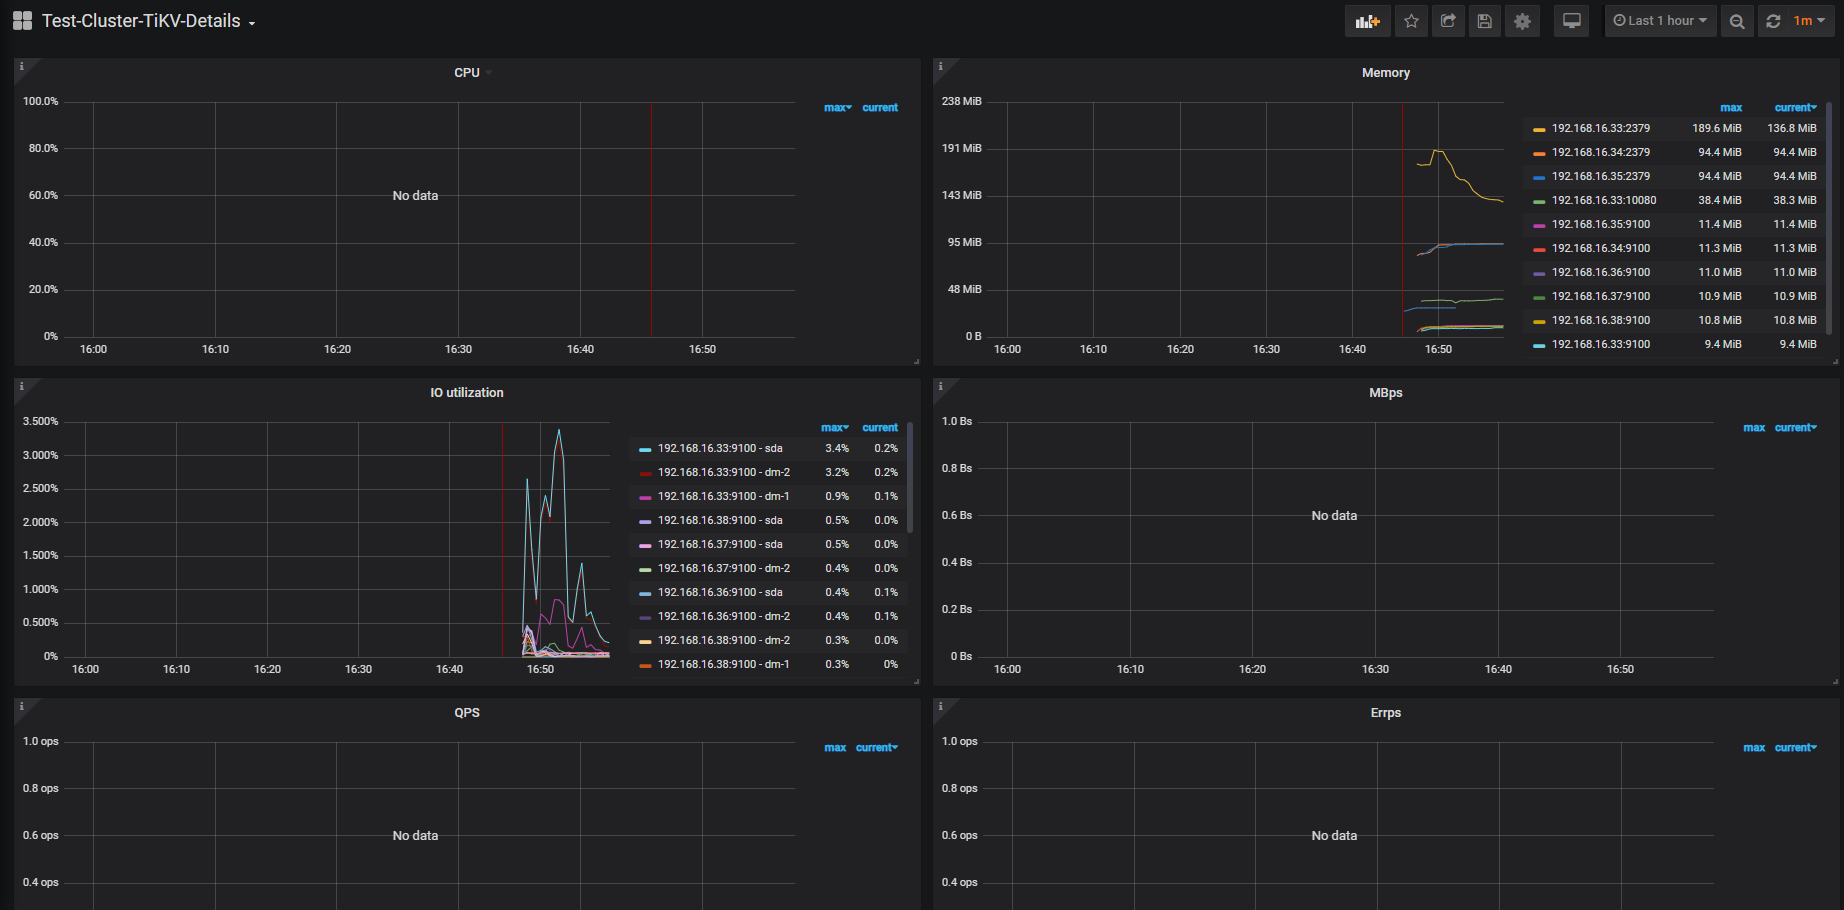 Test-Cluster-TiKV-Details
Last 1 hour
1m
CPU
100.0%
80.0%
60.0%
40.0%
20.0%
0%
No data
16:00 16:10 16:20 16:30 16:40 16:50
max current
Memory
238 MiB
191 MiB
143 MiB
95 MiB
48 MiB
0 B
16:00 16:10 16:20 16:30 16:40 16:50
max current
192.168.16.33:2379 189.6 MiB 136.8 MiB
192.168.16.34:2379 94.4 MiB 94.4 MiB
192.168.16.35:2379 94.4 MiB 94.4 MiB
192.168.16.33:10080 38.4 MiB 38.3 MiB
192.168.16.35:9100 11.4 MiB 11.4 MiB
192.168.16.34:9100 11.3 MiB 11.3 MiB
192.168.16.36:9100 11.0 MiB 11.0 MiB
192.168.16.37:9100 10.9 MiB 10.9 MiB
192.168.16.38:9100 10.8 MiB 10.8 MiB
192.168.16.33:9100 9.4 MiB 9.4 MiB
IO utilization
3.500%
3.000%
2.500%
2.000%
1.500%
1.000%
0.500%
0%
16:00 16:10 16:20 16:30 16:40 16:50
max current
192.168.16.33:9100 - sda 3.4% 0.2%
192.168.16.33:9100 - dm-2 3.2% 0.2%
192.168.16.33:9100 - dm-1 0.9% 0.1%
192.168.16.38:9100 - sda 0.5% 0.0%
192.168.16.37:9100 - sda 0.5% 0.0%
192.168.16.37:9100 - dm-2 0.4% 0.0%
192.168.16.36:9100 - sda 0.4% 0.1%
192.168.16.36:9100 - dm-2 0.4% 0.1%
192.168.16.38:9100 - dm-2 0.3% 0.0%
192.168.16.38:9100 - dm-1 0.3% 0%
MBps
1.0 Bs
0.8 Bs
0.6 Bs
0.4 Bs
0.2 Bs
0 Bs
No data
16:00 16:10 16:20 16:30 16:40 16:50
max current
QPS
1.0 ops
0.8 ops
0.6 ops
0.4 ops
No data
max current
Errps
1.0 ops
0.8 ops
0.6 ops
0.4 ops
No data
max current